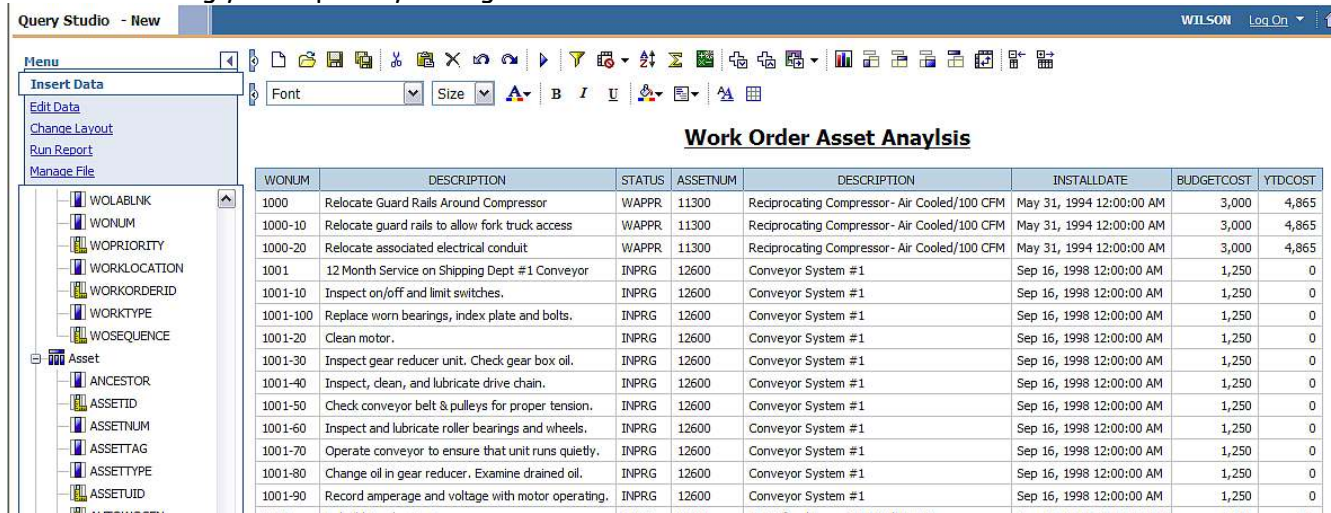 Query Studio - New WILSON Log On
Menu
Insert Data
Edit Data
Change Layout
Run Report
Manage File
WOLABLNK
WONUM
WOPRIORITY
WORKLOCATION
WORKORDERID
WORKTYPE
WOSEQUENCE
Asset
ANCESTOR
ASSETID
ASSETNUM
ASSETTAG
ASSETTYPE
ASSETUID
Font Size A B I U
Work Order Asset Anaylsis
WONUM DESCRIPTION STATUS ASSETNUM DESCRIPTION INSTALLDATE BUDGETCOST YTDCOST
1000 Relocate Guard Rails Around Compressor WAPPR 11300 Reciprocating Compressor- Air Cooled/100 CFM May 31, 1994 12:00:00 AM 3,000 4,865
1000-10 Relocate guard rails to allow fork truck access WAPPR 11300 Reciprocating Compressor- Air Cooled/100 CFM May 31, 1994 12:00:00 AM 3,000 4,865
1000-20 Relocate associated electrical conduit WAPPR 11300 Reciprocating Compressor- Air Cooled/100 CFM May 31, 1994 12:00:00 AM 3,000 4,865
1001 12 Month Service on Shipping Dept #1 Conveyor INPRG 12600 Conveyor System #1 Sep 16, 1998 12:00:00 AM 1,250 0
1001-10 Inspect on/off and limit switches. INPRG 12600 Conveyor System #1 Sep 16, 1998 12:00:00 AM 1,250 0
1001-100 Replace worn bearings, index plate and bolts. INPRG 12600 Conveyor System #1 Sep 16, 1998 12:00:00 AM 1,250 0
1001-20 Clean motor. INPRG 12600 Conveyor System #1 Sep 16, 1998 12:00:00 AM 1,250 0
1001-30 Inspect gear reducer unit. Check gear box oil. INPRG 12600 Conveyor System #1 Sep 16, 1998 12:00:00 AM 1,250 0
1001-40 Inspect, clean, and lubricate drive chain. INPRG 12600 Conveyor System #1 Sep 16, 1998 12:00:00 AM 1,250 0
1001-50 Check conveyor belt & pulleys for proper tension. INPRG 12600 Conveyor System #1 Sep 16, 1998 12:00:00 AM 1,250 0
1001-60 Inspect and lubricate roller bearings and wheels. INPRG 12600 Conveyor System #1 Sep 16, 1998 12:00:00 AM 1,250 0
1001-70 Operate conveyor to ensure that unit runs quietly. INPRG 12600 Conveyor System #1 Sep 16, 1998 12:00:00 AM 1,250 0
1001-80 Change oil in gear reducer. Examine drained oil. INPRG 12600 Conveyor System #1 Sep 16, 1998 12:00:00 AM 1,250 0
1001-90 Record amperage and voltage with motor operating. INPRG 12600 Conveyor System #1 Sep 16, 1998 12:00:00 AM 1,250 0